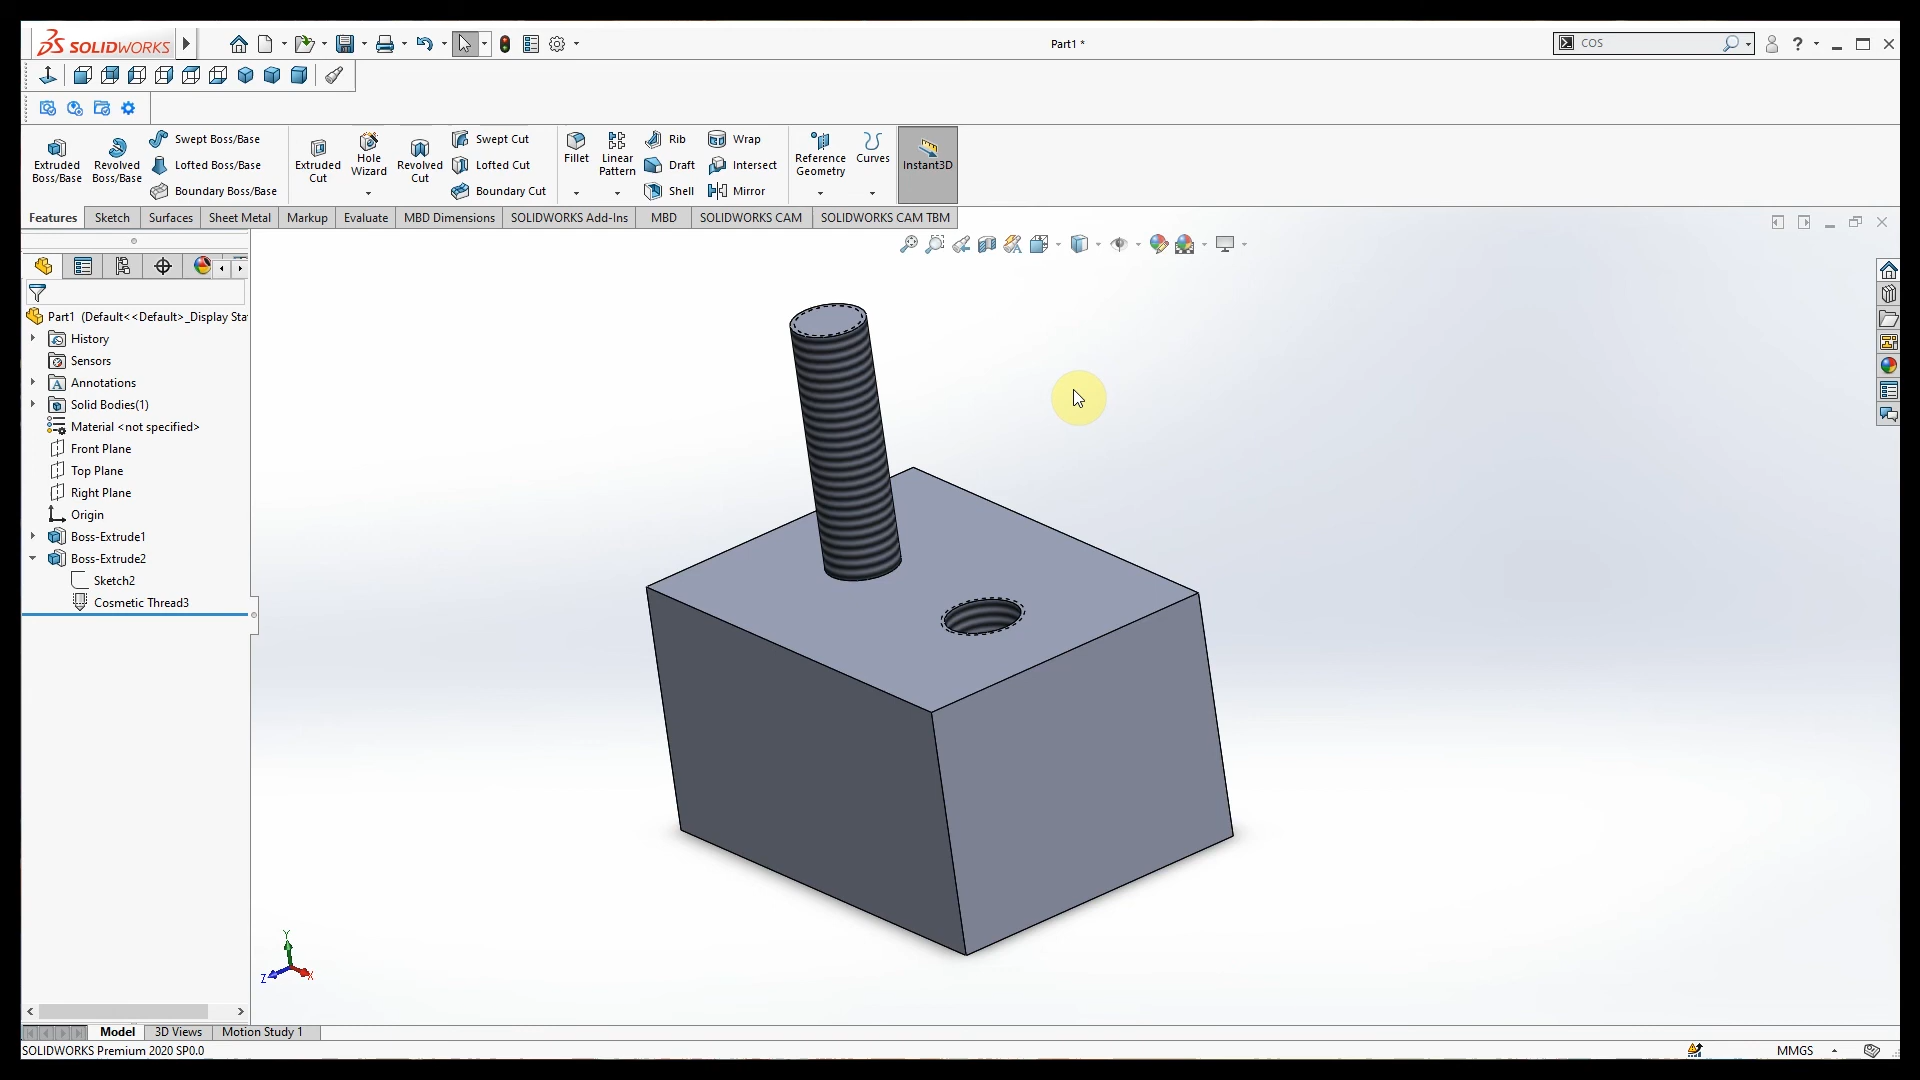 SOLIDWORKS
Part1 *
COS
Extruded Boss/Base
Revolved Boss/Base
Swept Boss/Base
Lofted Boss/Base
Boundary Boss/Base
Extruded Cut
Hole Wizard
Revolved Cut
Swept Cut
Lofted Cut
Boundary Cut
Fillet
Linear Pattern
Rib
Draft
Shell
Wrap
Intersect
Mirror
Reference Geometry
Curves
Instant3D
Features
Sketch
Surfaces
Sheet Metal
Markup
Evaluate
MBD Dimensions
SOLIDWORKS Add-Ins
MBD
SOLIDWORKS CAM
SOLIDWORKS CAM TBM
Part1 (Default<<Default>_Display Sta
History
Sensors
Annotations
Solid Bodies(1)
Material <not specified>
Front Plane
Top Plane
Right Plane
Origin
Boss-Extrude1
Boss-Extrude2
Sketch2
Cosmetic Thread3
Y
Z
X
Model
3D Views
Motion Study 1
SOLIDWORKS Premium 2020 SP0.0
MMGS